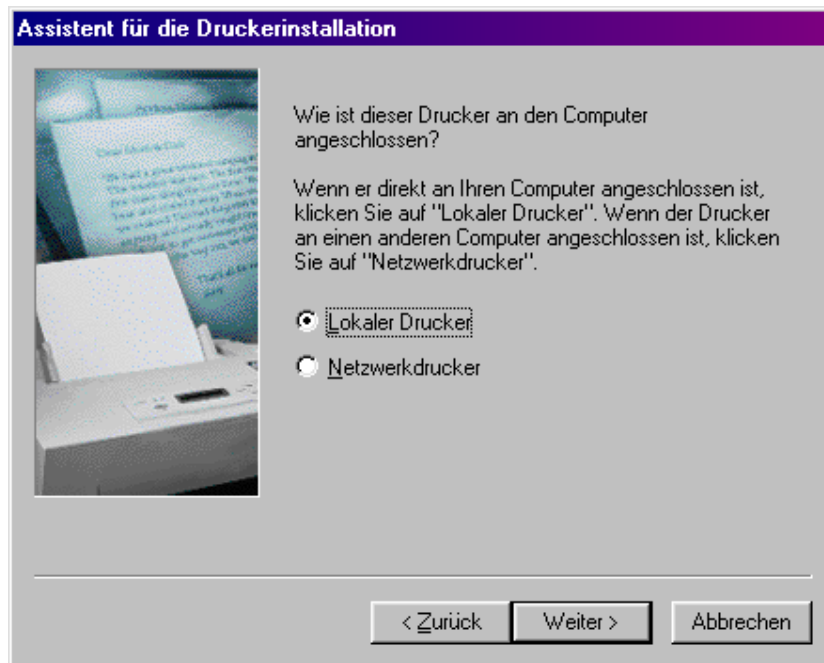 Assistent für die Druckerinstallation
Wie ist dieser Drucker an den Computer
angeschlossen?
Wenn er direkt an Ihren Computer angeschlossen ist,
klicken Sie auf "Lokaler Drucker". Wenn der Drucker
an einen anderen Computer angeschlossen ist, klicken
Sie auf "Netzwerkdrucker".
Lokaler Drucker
Netzwerkdrucker
< Zurück
Weiter >
Abbrechen